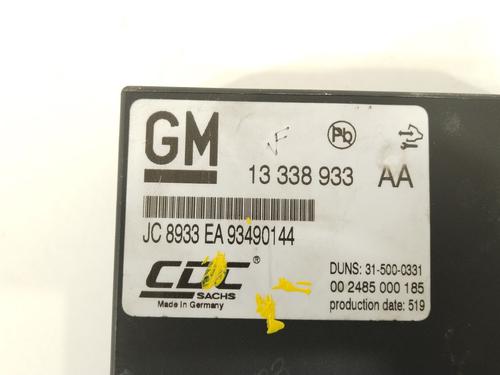 GM
Pb
13 338 933 AA
JC 8933 EA 93490144
CDC®
SACHS
Made in Germany
DUNS: 31-500-0331
00 2485 000 185
production date: 519